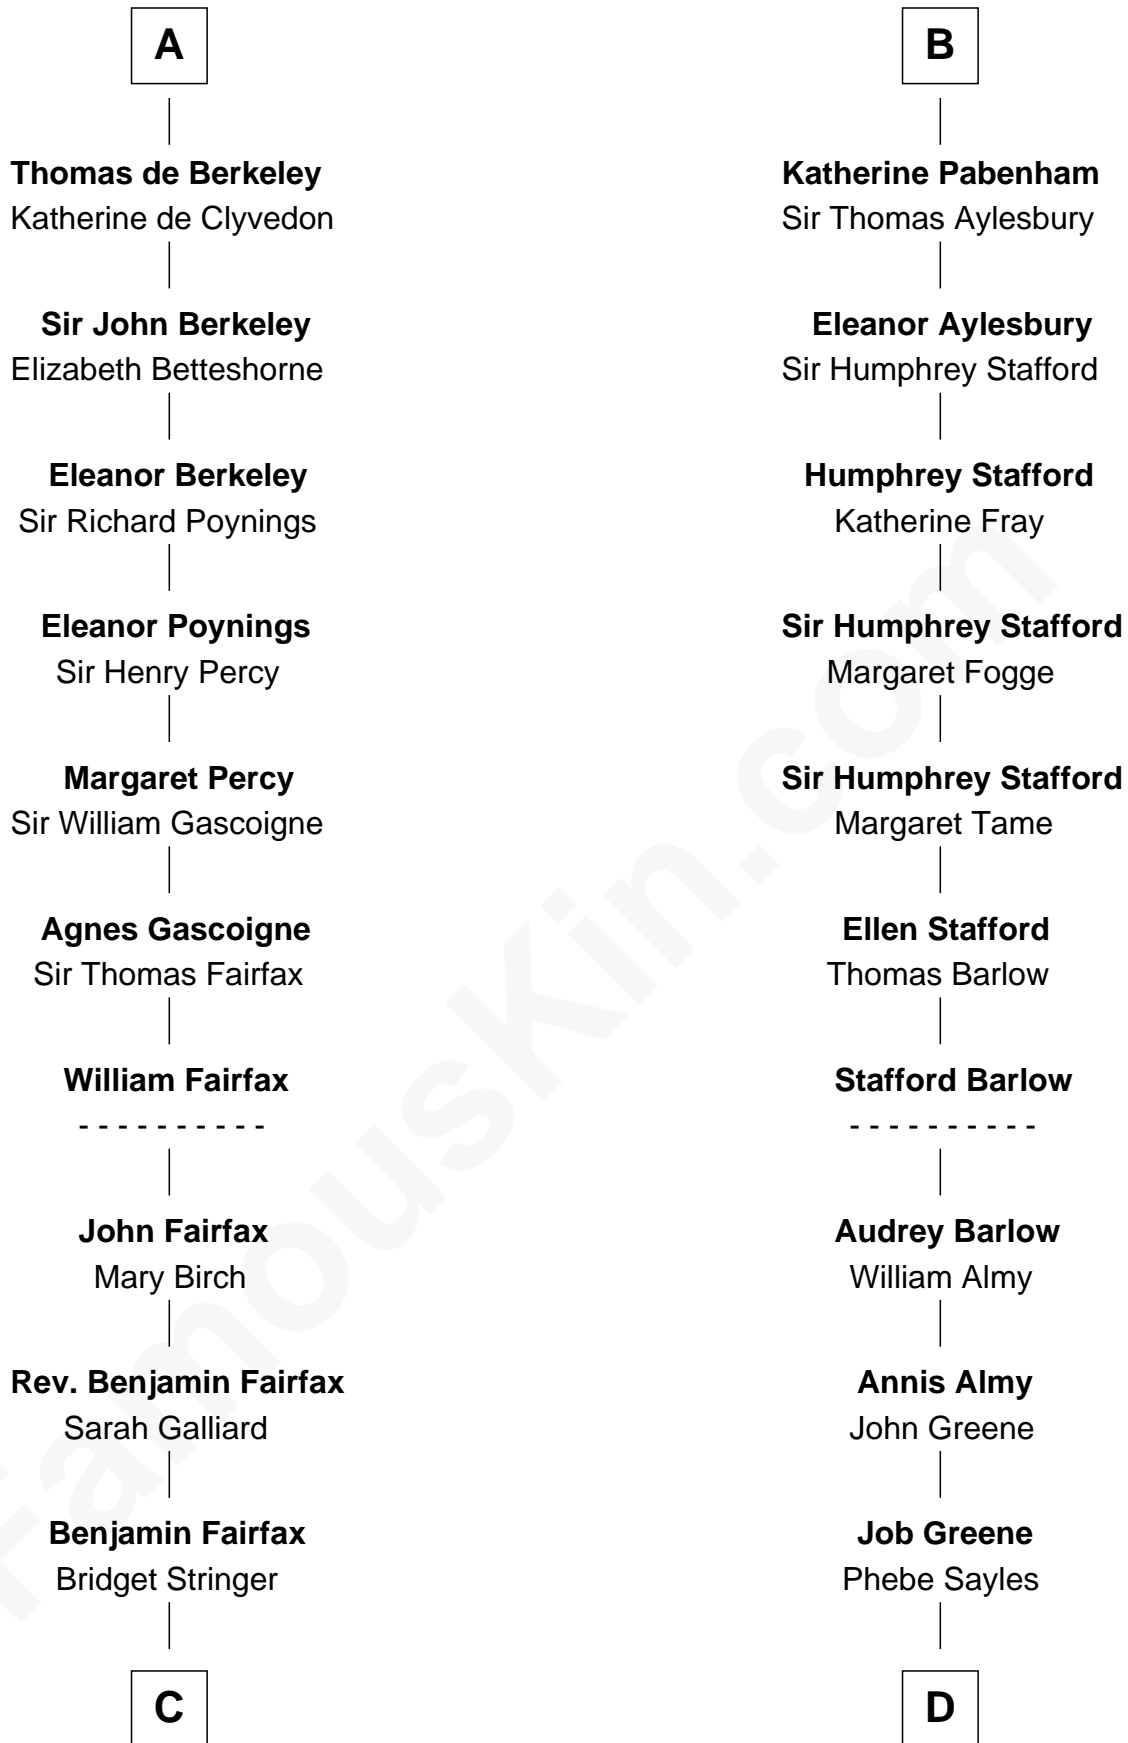 A
Thomas de Berkeley
Katherine de Clyvedon
Sir John Berkeley
Elizabeth Betteshorne
Eleanor Berkeley
Sir Richard Poynings
Eleanor Poynings
Sir Henry Percy
Margaret Percy
Sir William Gascoigne
Agnes Gascoigne
Sir Thomas Fairfax
William Fairfax
- - - - - - - - - -
John Fairfax
Mary Birch
Rev. Benjamin Fairfax
Sarah Galliard
Benjamin Fairfax
Bridget Stringer
C
B
Katherine Pabenham
Sir Thomas Aylesbury
Eleanor Aylesbury
Sir Humphrey Stafford
Humphrey Stafford
Katherine Fray
Sir Humphrey Stafford
Margaret Fogge
Sir Humphrey Stafford
Margaret Tame
Ellen Stafford
Thomas Barlow
Stafford Barlow
- - - - - - - - - -
Audrey Barlow
William Almy
Annis Almy
John Greene
Job Greene
Phebe Sayles
D
FamousKin.com